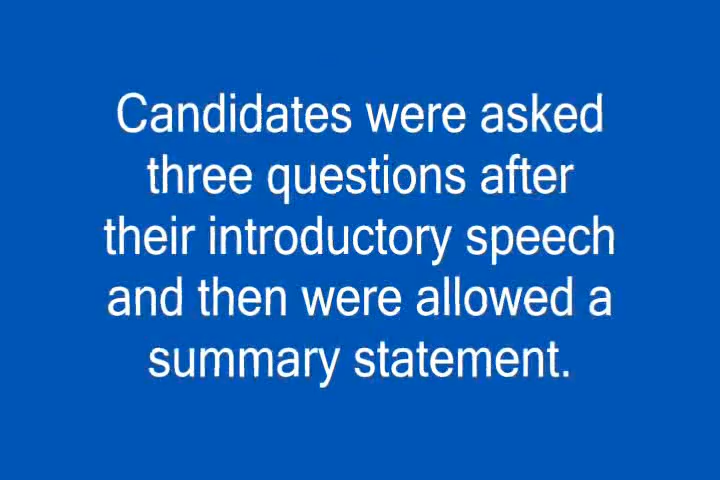 Candidates were asked
three questions after
their introductory speech
and then were allowed a
summary statement.